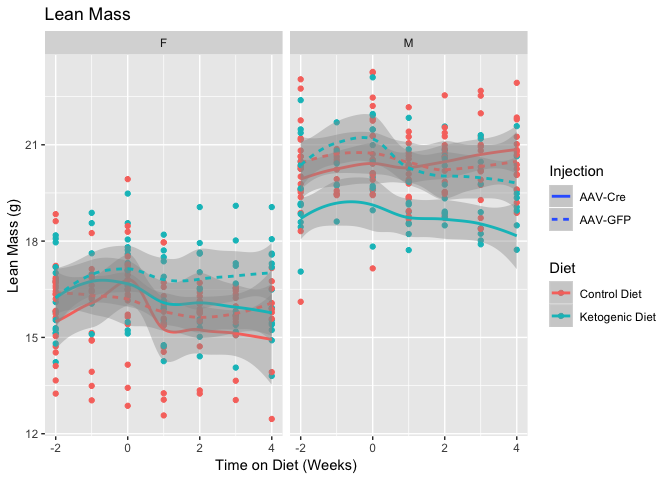 Lean Mass
F
M
21
18
15
12
Lean Mass (g)
-2
0
2
4
-2
0
2
4
Time on Diet (Weeks)
Injection
AAV-Cre
AAV-GFP
Diet
Control Diet
Ketogenic Diet